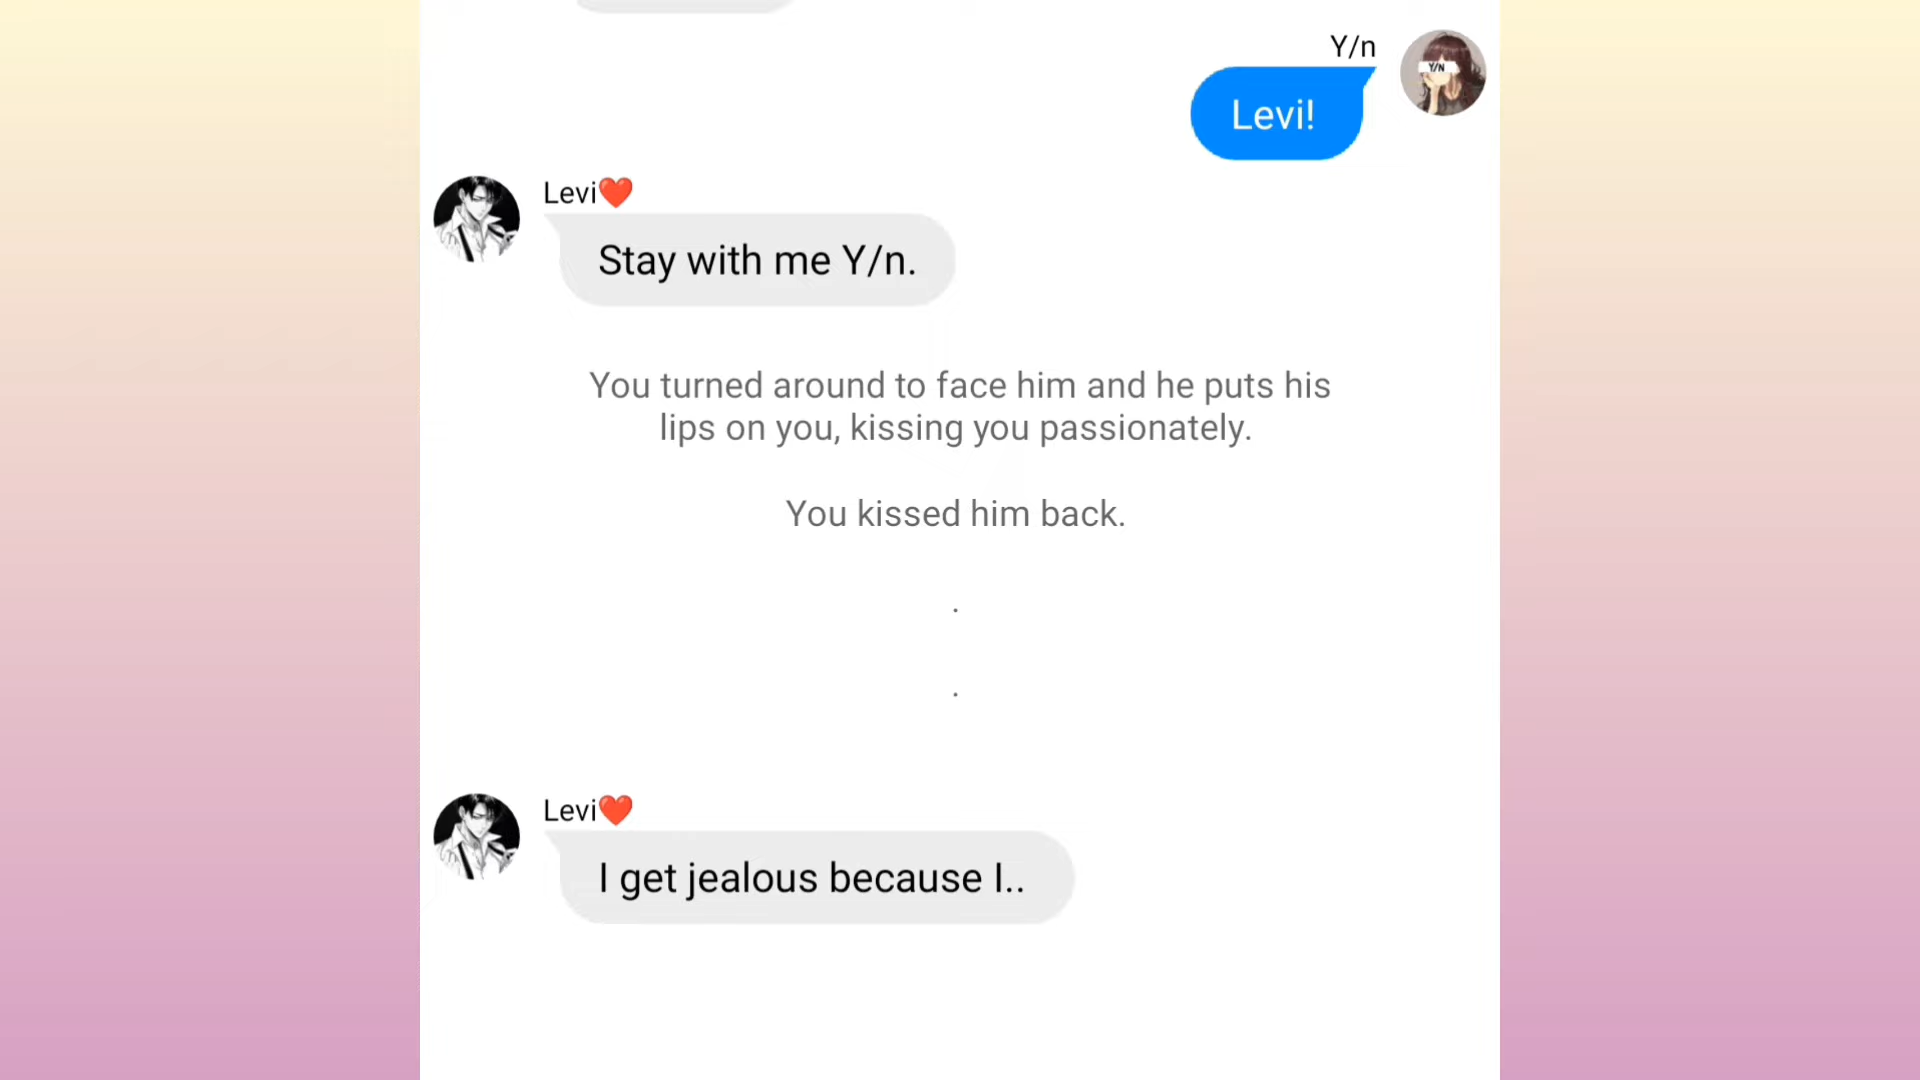 Y/n
Y/N
Levi!
Levi❤️
Stay with me Y/n.
You turned around to face him and he puts his
lips on you, kissing you passionately.
You kissed him back.
.
.
Levi❤️
I get jealous because I..